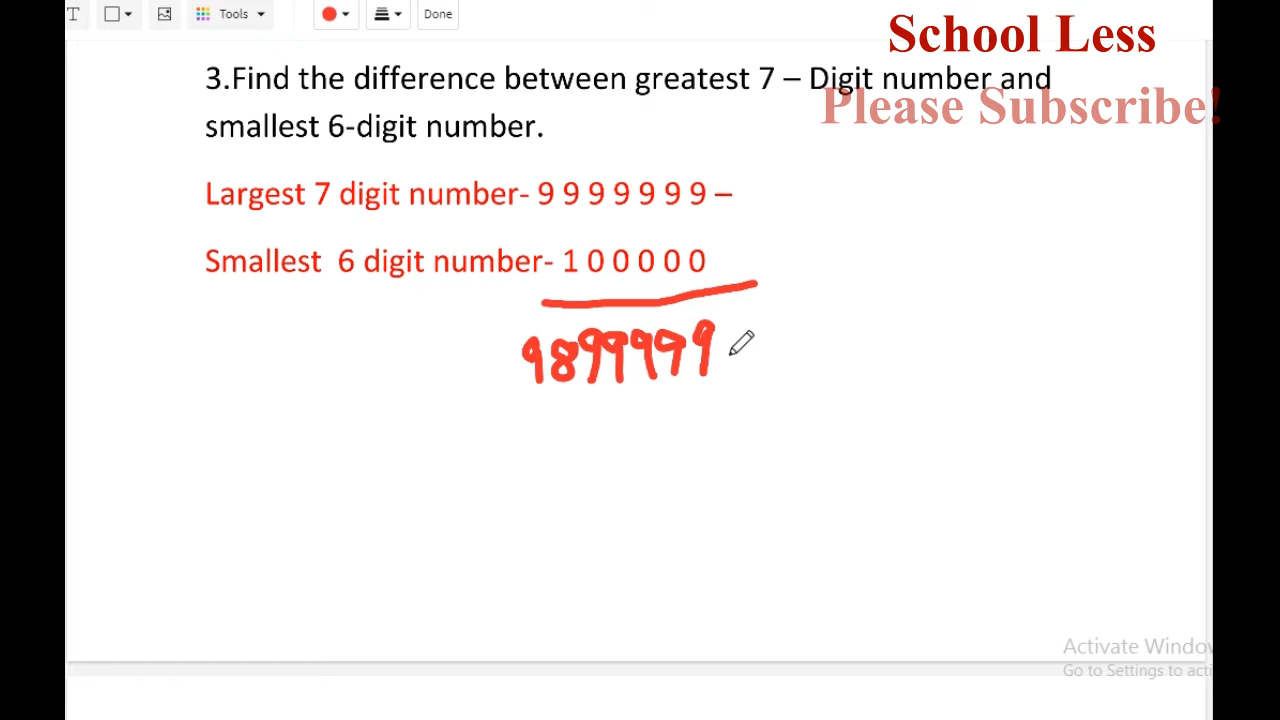 T
Tools
Done
School Less
3.Find the difference between greatest 7 – Digit number and
Please Subscribe!
smallest 6-digit number.
Largest 7 digit number- 9 9 9 9 9 9 9 –
Smallest 6 digit number- 1 0 0 0 0 0
9899999
Activate Window
Go to Settings to acti